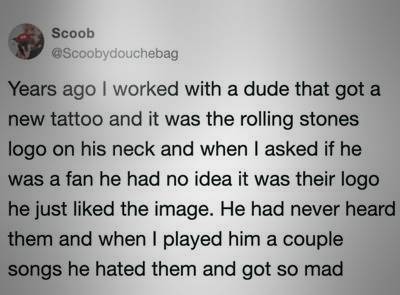 Scoob
@Scoobydouchebag
Years ago I worked with a dude that got a
new tattoo and it was the rolling stones
logo on his neck and when I asked if he
was a fan he had no idea it was their logo
he just liked the image. He had never heard
them and when I played him a couple
songs he hated them and got so mad